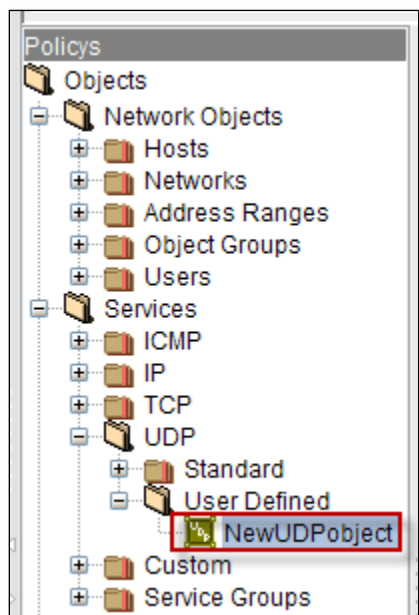 Policys
Objects
Network Objects
Hosts
Networks
Address Ranges
Object Groups
Users
Services
ICMP
IP
TCP
UDP
Standard
User Defined
UDP NewUDPobject
Custom
Service Groups